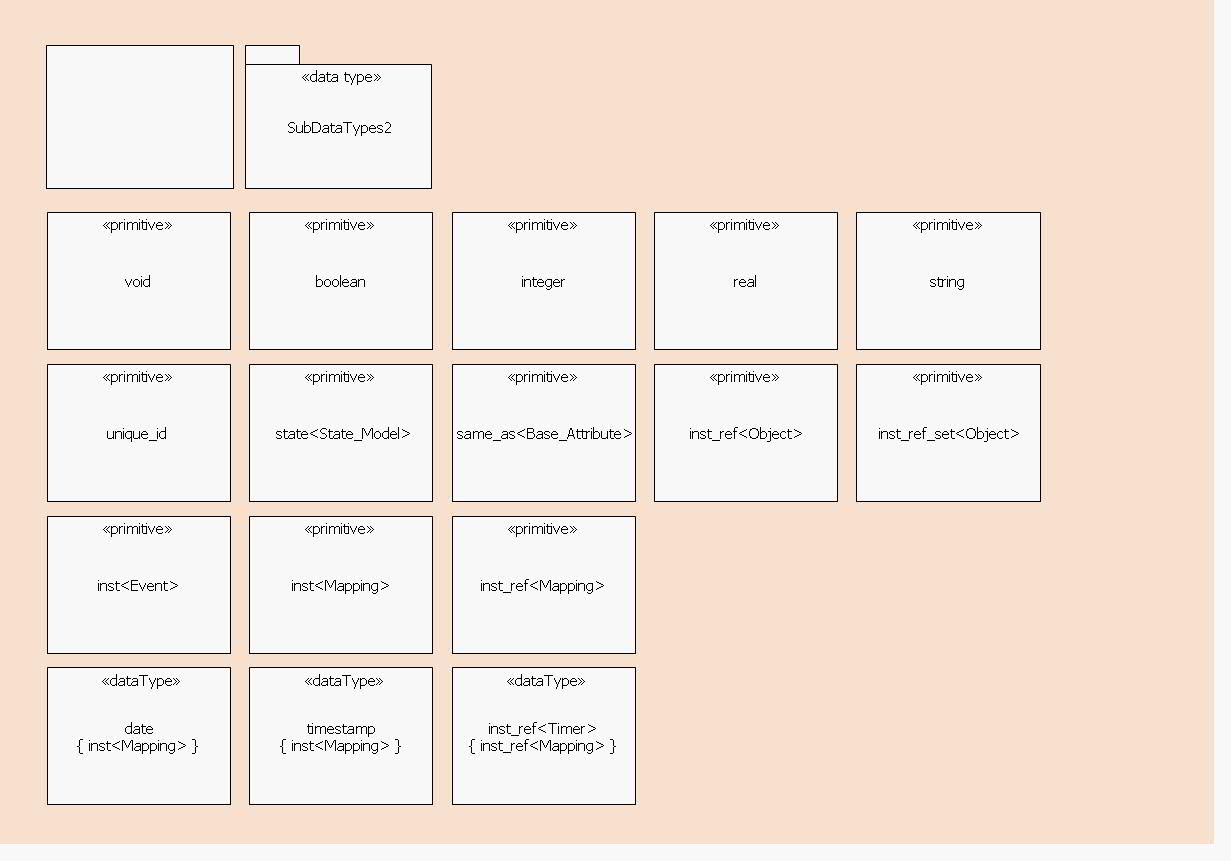 «data type»
SubDataTypes2
«primitive»
void
«primitive»
boolean
«primitive»
integer
«primitive»
real
«primitive»
string
«primitive»
unique_id
«primitive»
state<State_Model>
«primitive»
same_as<Base_Attribute>
«primitive»
inst_ref<Object>
«primitive»
inst_ref_set<Object>
«primitive»
inst<Event>
«primitive»
inst<Mapping>
«primitive»
inst_ref<Mapping>
«dataType»
date
{ inst<Mapping> }
«dataType»
timestamp
{ inst<Mapping> }
«dataType»
inst_ref<Timer>
{ inst_ref<Mapping> }